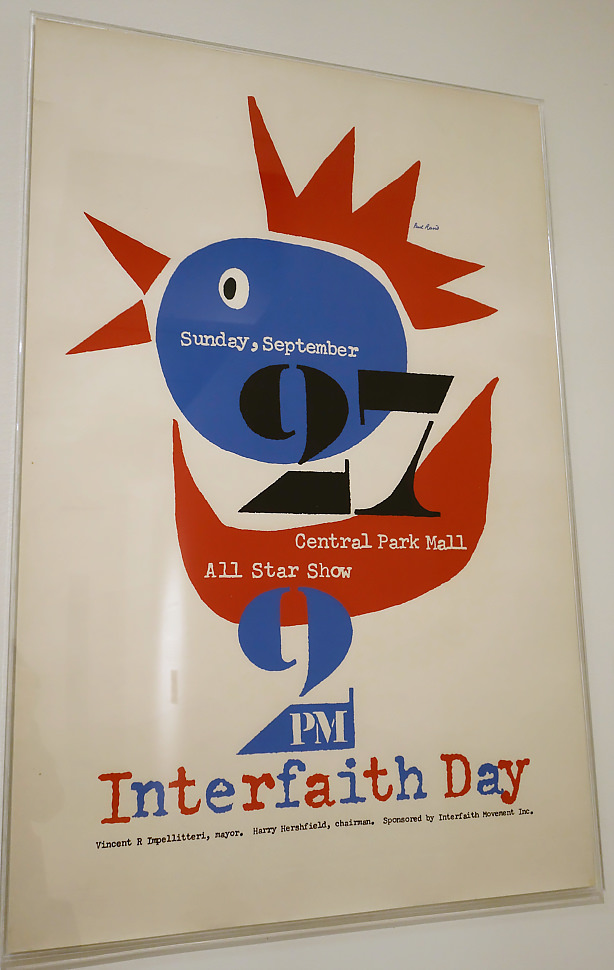 Paul Rand
Sunday, September
27
Central Park Mall
All Star Show
2
PM
Interfaith Day
Vincent R Impellitteri, mayor. Harry Hershfield, chairman. Sponsored by Interfaith Movement Inc.